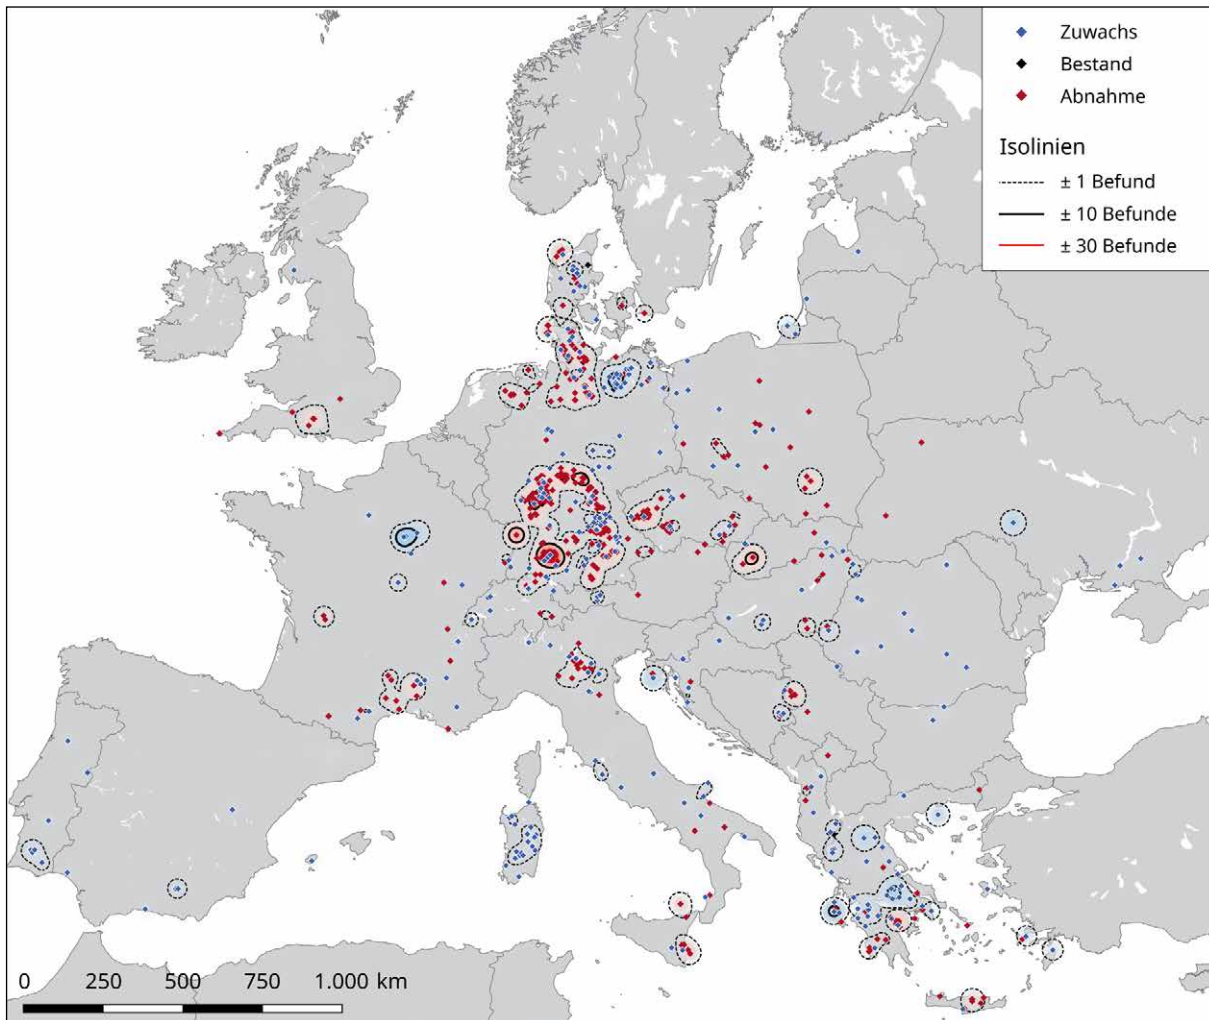 Zuwachs
Bestand
Abnahme
Isolinien
± 1 Befund
± 10 Befunde
± 30 Befunde
0 250 500 750 1.000 km